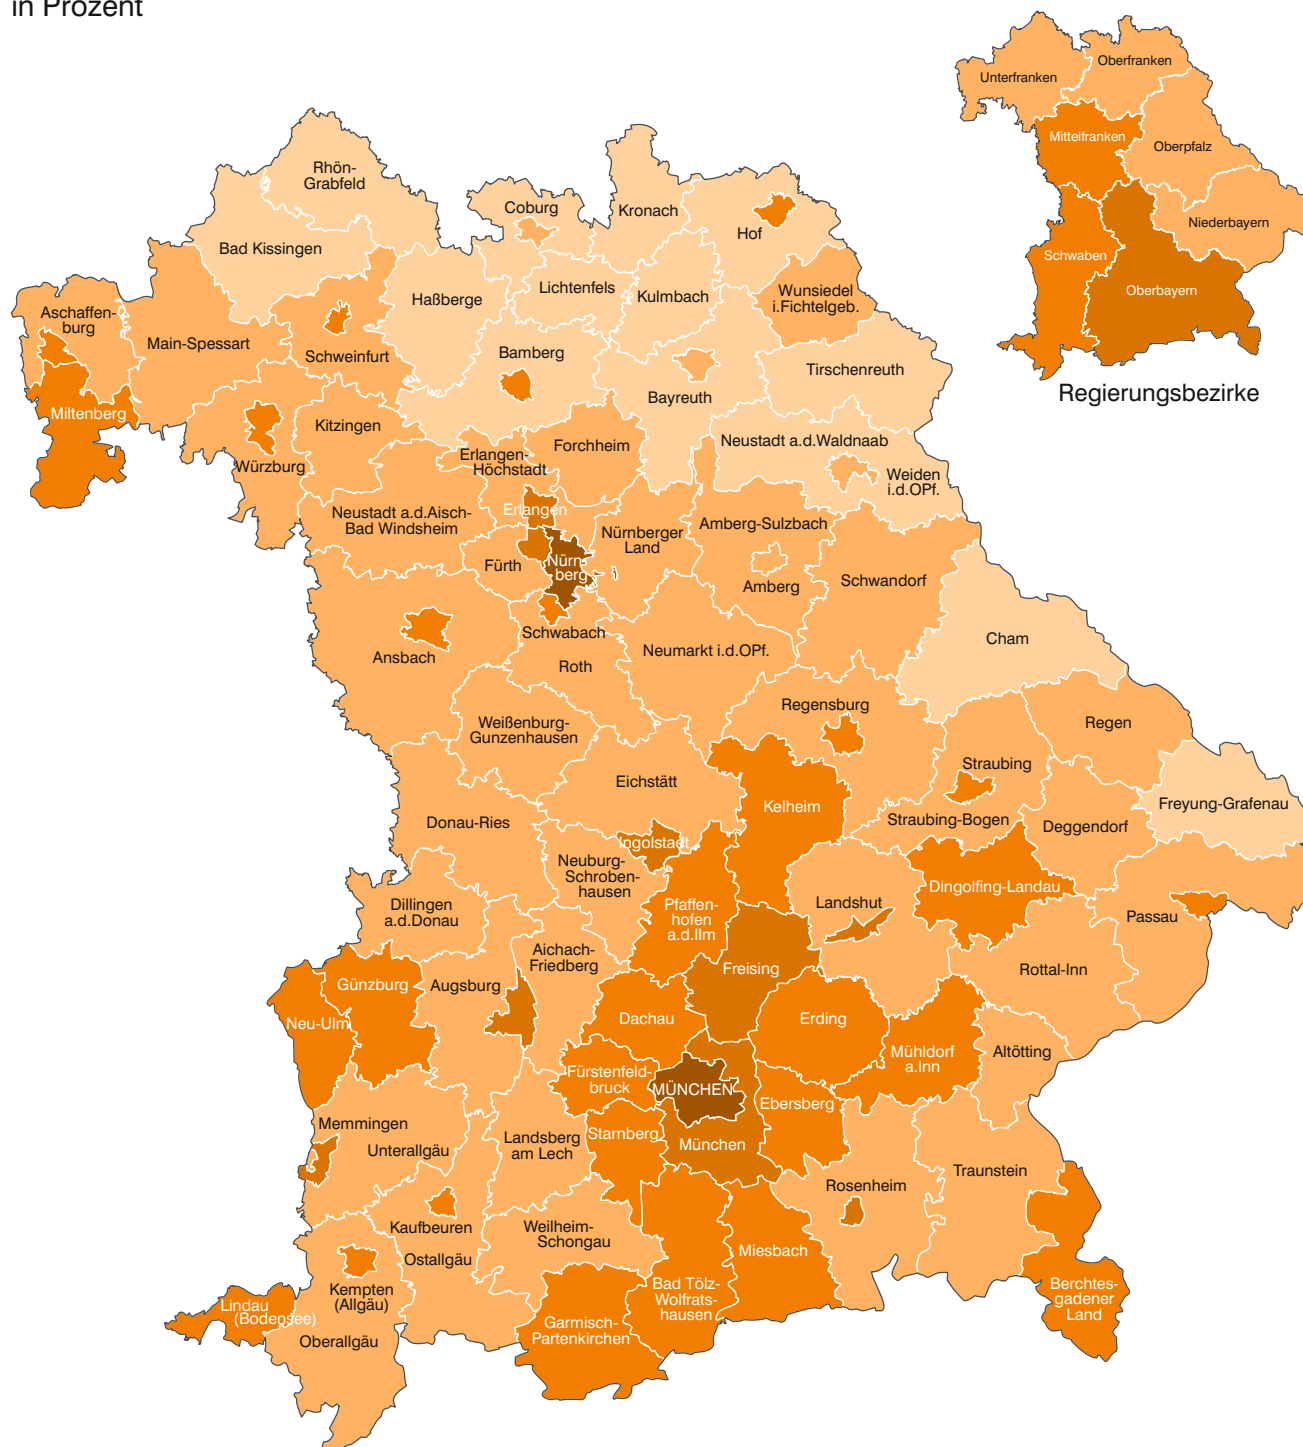 in Prozent
Unterfranken
Oberfranken
Mittelfranken
Oberpfalz
Niederbayern
Schwaben
Oberbayern
Regierungsbezirke
Rhön-
Grabfeld
Coburg
Kronach
Hof
Bad Kissingen
Haßberge
Lichtenfels
Kulmbach
Wunsiedel
i.Fichtelgeb.
Aschaffen-
burg
Main-Spessart
Schweinfurt
Bamberg
Bayreuth
Tirschenreuth
Miltenberg
Kitzingen
Würzburg
Erlangen-
Höchstadt
Forchheim
Neustadt a.d.Waldnaab
Weiden
i.d.OPf.
Neustadt a.d.Aisch-
Bad Windsheim
Erlangen
Nürnberger
Land
Amberg-Sulzbach
Fürth
Nürn-
berg
Amberg
Schwandorf
Cham
Ansbach
Schwabach
Roth
Neumarkt i.d.OPf.
Weißenburg-
Gunzenhausen
Regensburg
Regen
Straubing
Eichstätt
Kelheim
Freyung-Grafenau
Donau-Ries
Straubing-Bogen
Deggendorf
Ingolstadt
Neuburg-
Schroben-
hausen
Dingolfing-Landau
Dillingen
a.d.Donau
Pfaffen-
hofen
a.d.Ilm
Landshut
Passau
Aichach-
Friedberg
Freising
Rottal-Inn
Günzburg
Augsburg
Neu-Ulm
Dachau
Erding
Mühldorf
a.Inn
Altötting
Fürstenfeld-
bruck
MÜNCHEN
Ebersberg
Memmingen
Unterallgäu
Landsberg
am Lech
Starnberg
München
Traunstein
Rosenheim
Kaufbeuren
Weilheim-
Schongau
Ostallgäu
Miesbach
Kempten
(Allgäu)
Bad Tölz-
Wolfrats-
hausen
Berchtes-
gadener
Land
Lindau
(Bodensee)
Oberallgäu
Garmisch-
Partenkirchen